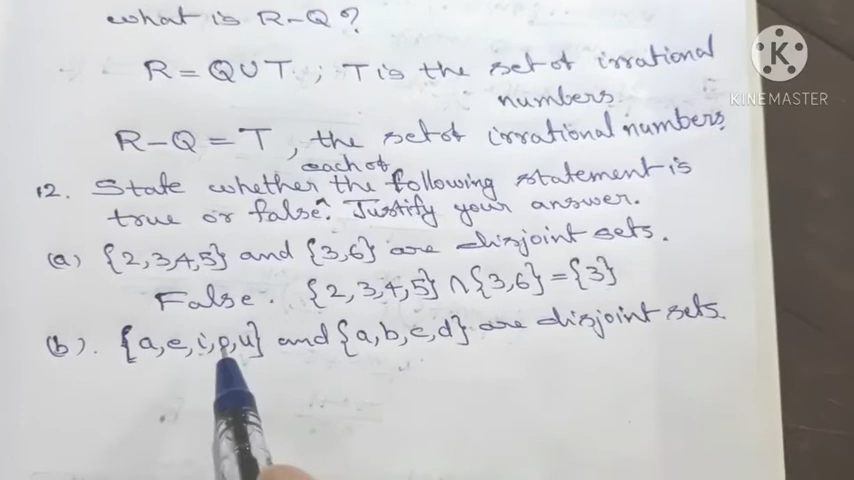 what is R-Q?
R = Q∪T ; T is the set of irrational
numbers.
R-Q = T, the set of irrational numbers.
12. State whether each of the following statement is
true or false. Justify your answer.
(a) {2,3,4,5} and {3,6} are disjoint sets.
False. {2,3,4,5} ∩ {3,6} = {3}
(b). {a,e,i,o,u} and {a,b,c,d} are disjoint sets.
KINEMASTER